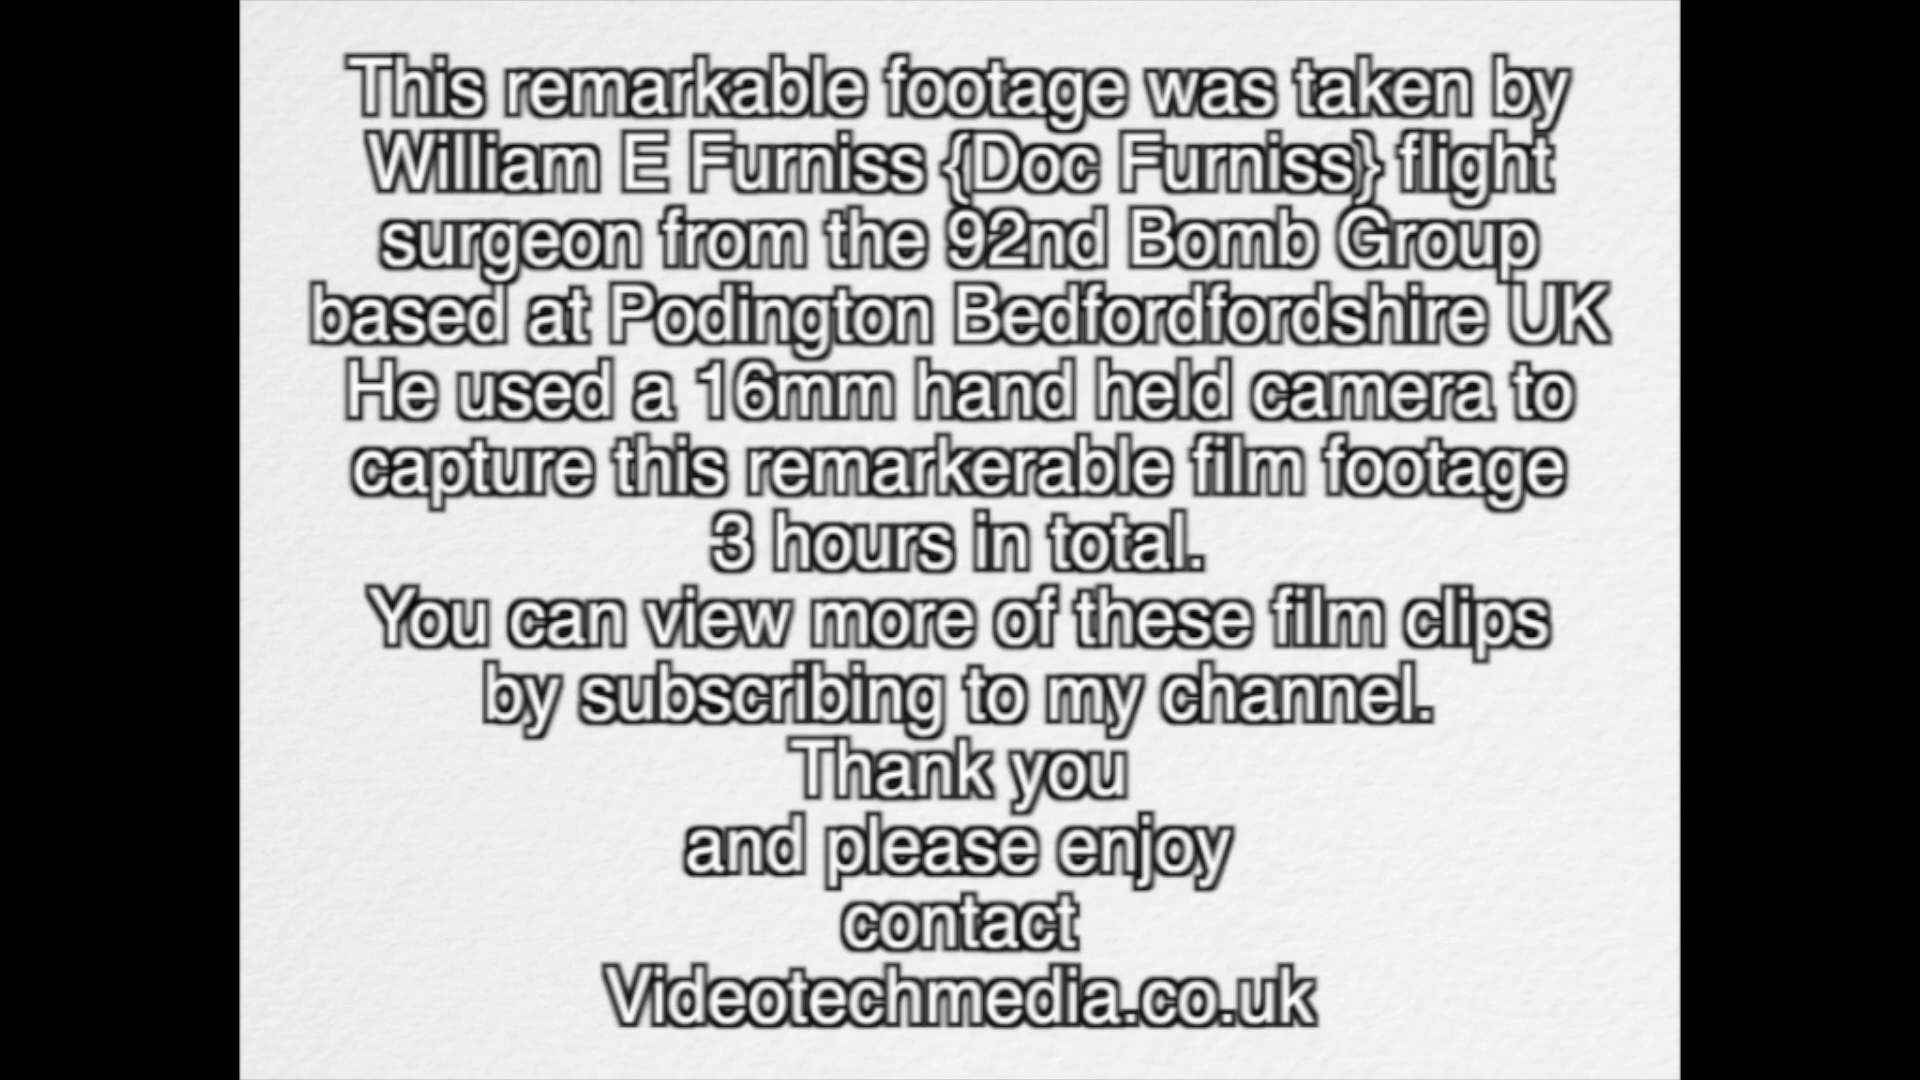 This remarkable footage was taken by
William E Furniss {Doc Furniss} flight
surgeon from the 92nd Bomb Group
based at Podington Bedfordfordshire UK
He used a 16mm hand held camera to
capture this remarkerable film footage
3 hours in total.
You can view more of these film clips
by subscribing to my channel.
Thank you
and please enjoy
contact
Videotechmedia.co.uk